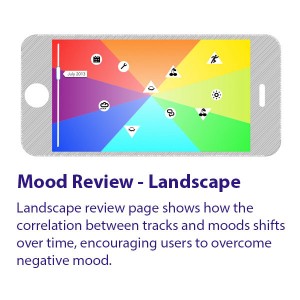 July 2013
Mood Review - Landscape
Landscape review page shows how the
correlation between tracks and moods shifts
over time, encouraging users to overcome
negative mood.